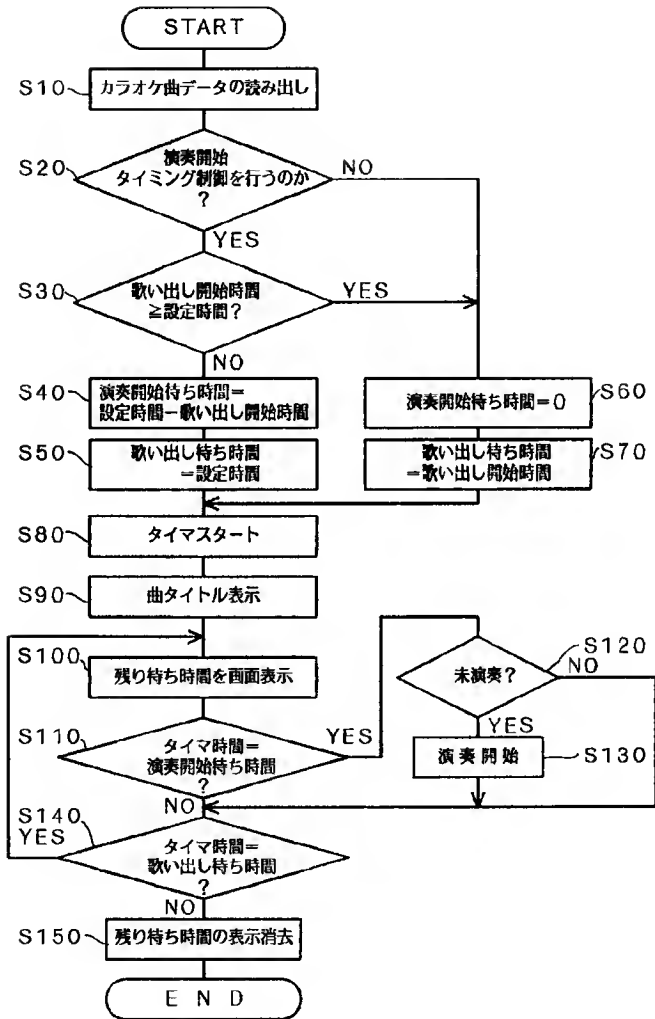 START
S10
カラオケ曲データの読み出し
S20
演奏開始
タイミング制御を行うのか
?
NO
YES
S30
歌い出し開始時間
≧設定時間?
YES
NO
S40
演奏開始待ち時間=
設定時間-歌い出し開始時間
S60
演奏開始待ち時間=0
S50
歌い出し待ち時間
=設定時間
S70
歌い出し待ち時間
=歌い出し開始時間
S80
タイマスタート
S90
曲タイトル表示
S100
残り待ち時間を画面表示
S110
タイマ時間=
演奏開始待ち時間
?
YES
NO
S120
未演奏?
NO
YES
演奏開始
S130
S140
YES
タイマ時間=
歌い出し待ち時間
?
NO
S150
残り待ち時間の表示消去
END